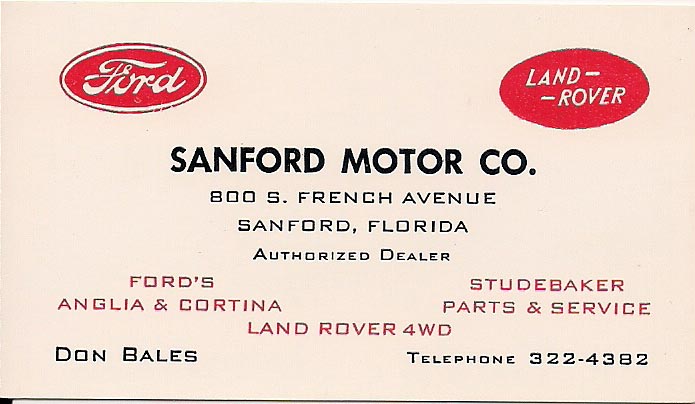 Ford
LAND-
-ROVER
SANFORD MOTOR CO.
800 S. FRENCH AVENUE
SANFORD, FLORIDA
AUTHORIZED DEALER
FORD'S
ANGLIA & CORTINA
STUDEBAKER
PARTS & SERVICE
LAND ROVER 4WD
DON BALES
TELEPHONE 322-4382